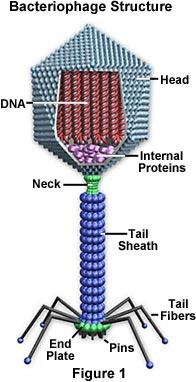 Bacteriophage Structure
Head
DNA
Internal
Proteins
Neck
Tail
Sheath
Tail
Fibers
End
Plate
Pins
Figure 1